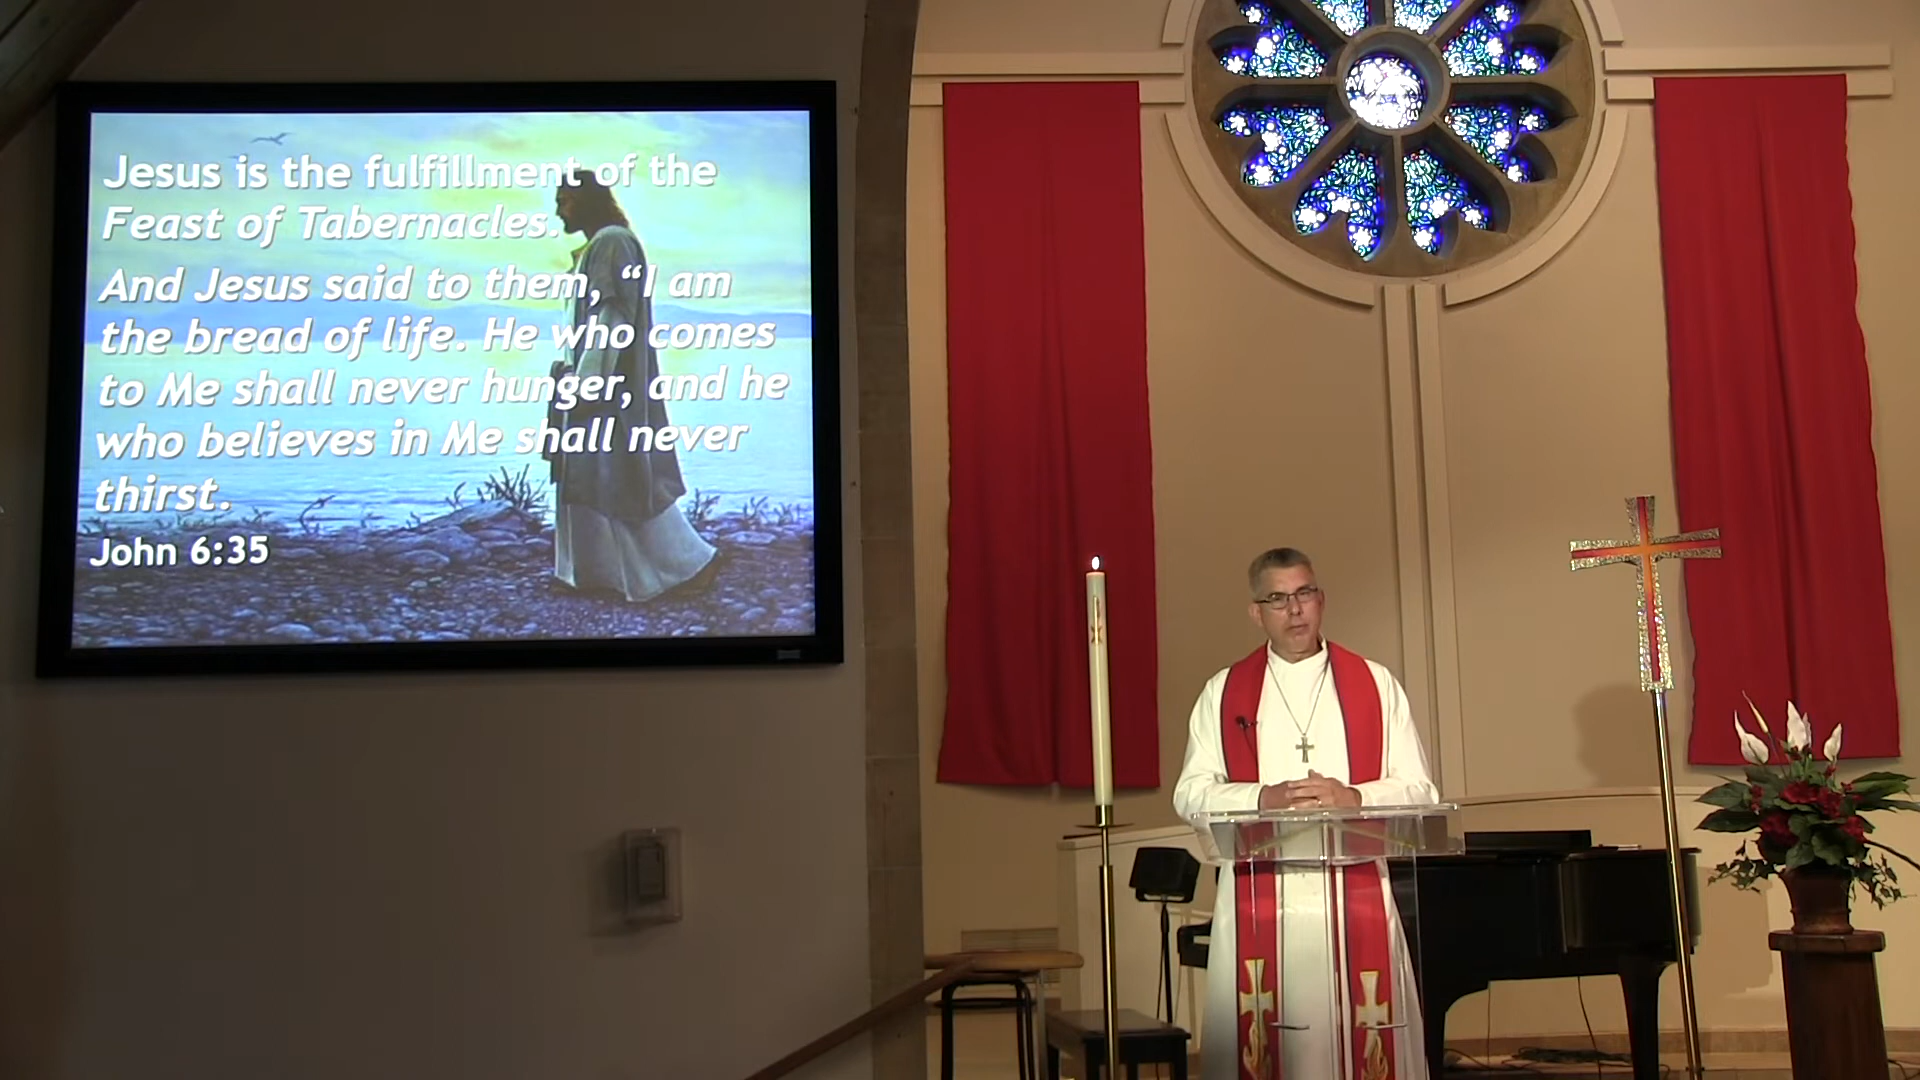 Jesus is the fulfillment of the
Feast of Tabernacles.
And Jesus said to them, “I am
the bread of life. He who comes
to Me shall never hunger, and he
who believes in Me shall never
thirst.
John 6:35